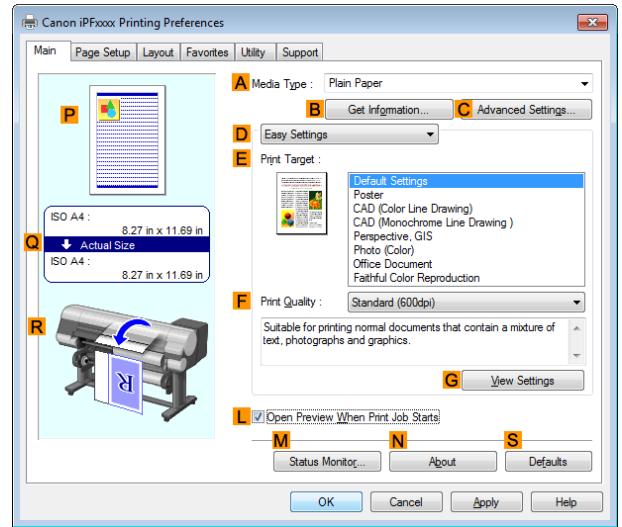 Canon iPFxxxx Printing Preferences
Main Page Setup Layout Favorites Utility Support
A Media Type : Plain Paper
B Get Information... C Advanced Settings...
D Easy Settings
E Print Target :
Default Settings
Poster
CAD (Color Line Drawing)
CAD (Monochrome Line Drawing )
Perspective, GIS
Photo (Color)
Office Document
Faithful Color Reproduction
F Print Quality : Standard (600dpi)
Suitable for printing normal documents that contain a mixture of
text, photographs and graphics.
G View Settings
L Open Preview When Print Job Starts
M N S
Status Monitor... About Defaults
P
ISO A4 :
8.27 in x 11.69 in
Q Actual Size
ISO A4 :
8.27 in x 11.69 in
R
R
OK Cancel Apply Help